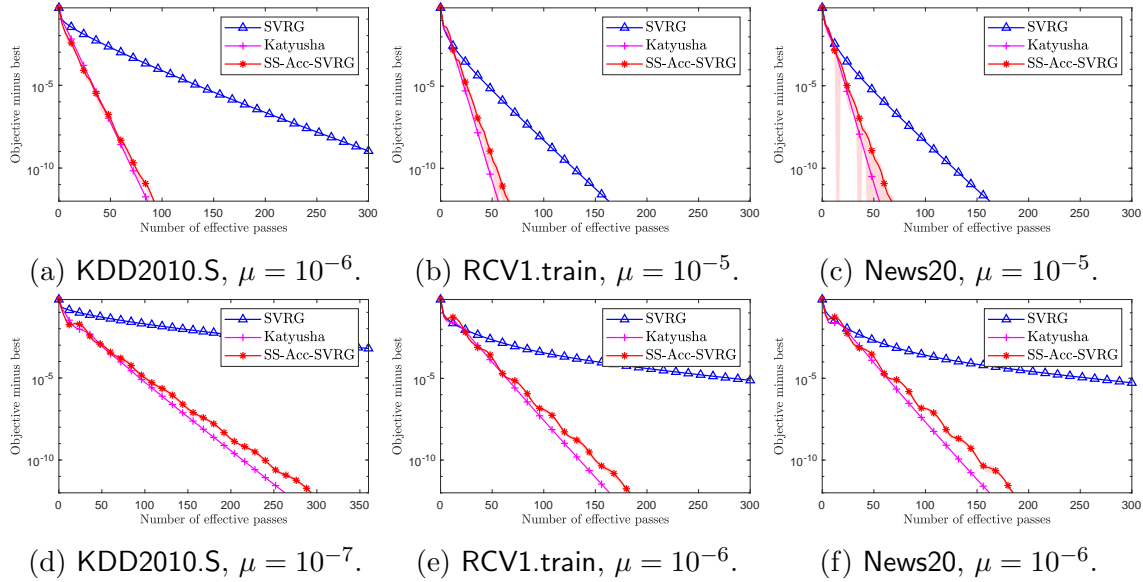 SVRG
Katyusha
SS-Acc-SVRG
Objective minus best
10^{-5}
10^{-10}
0 50 100 150 200 250 300
Number of effective passes
(a) KDD2010.S, μ = 10^{-6}.
SVRG
Katyusha
SS-Acc-SVRG
Objective minus best
10^{-5}
10^{-10}
0 50 100 150 200 250 300
Number of effective passes
(b) RCV1.train, μ = 10^{-5}.
SVRG
Katyusha
SS-Acc-SVRG
Objective minus best
10^{-5}
10^{-10}
0 50 100 150 200 250 300
Number of effective passes
(c) News20, μ = 10^{-5}.
SVRG
Katyusha
SS-Acc-SVRG
Objective minus best
10^{-5}
10^{-10}
0 50 100 150 200 250 300 350
Number of effective passes
(d) KDD2010.S, μ = 10^{-7}.
SVRG
Katyusha
SS-Acc-SVRG
Objective minus best
10^{-5}
10^{-10}
0 50 100 150 200 250 300
Number of effective passes
(e) RCV1.train, μ = 10^{-6}.
SVRG
Katyusha
SS-Acc-SVRG
Objective minus best
10^{-5}
10^{-10}
0 50 100 150 200 250 300
Number of effective passes
(f) News20, μ = 10^{-6}.